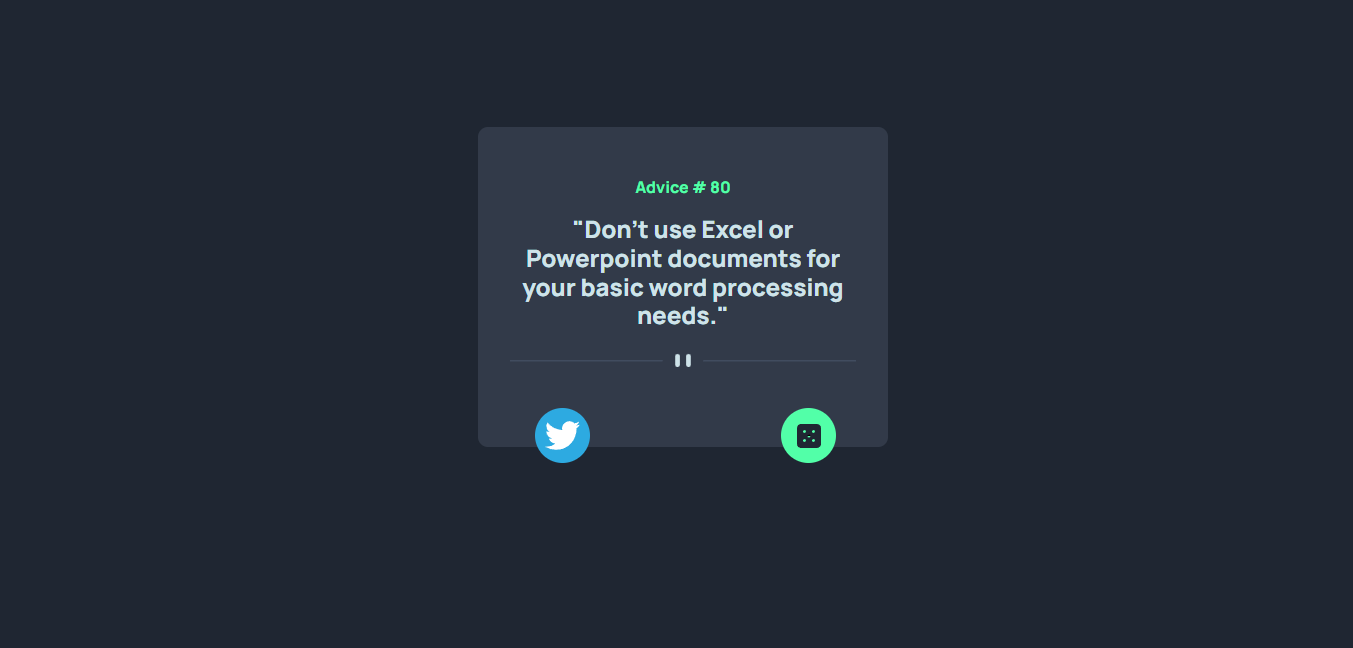 Advice # 80
"Don’t use Excel or
Powerpoint documents for
your basic word processing
needs."